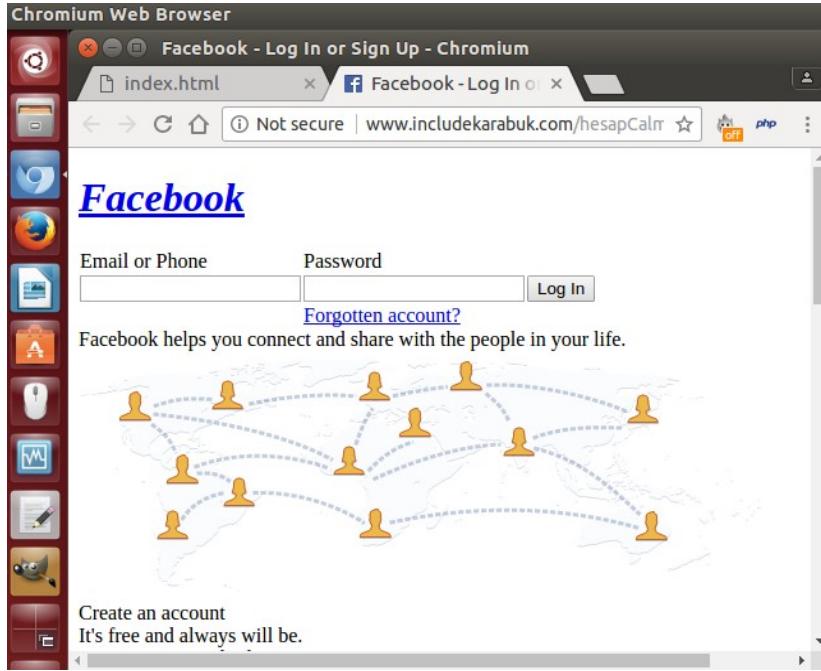 Chromium Web Browser
Facebook - Log In or Sign Up - Chromium
index.html
Facebook - Log In o
Not secure www.includekarabuk.com/hesapCalm
off
php
Facebook
Email or Phone Password
Log In
Forgotten account?
Facebook helps you connect and share with the people in your life.
Create an account
It's free and always will be.